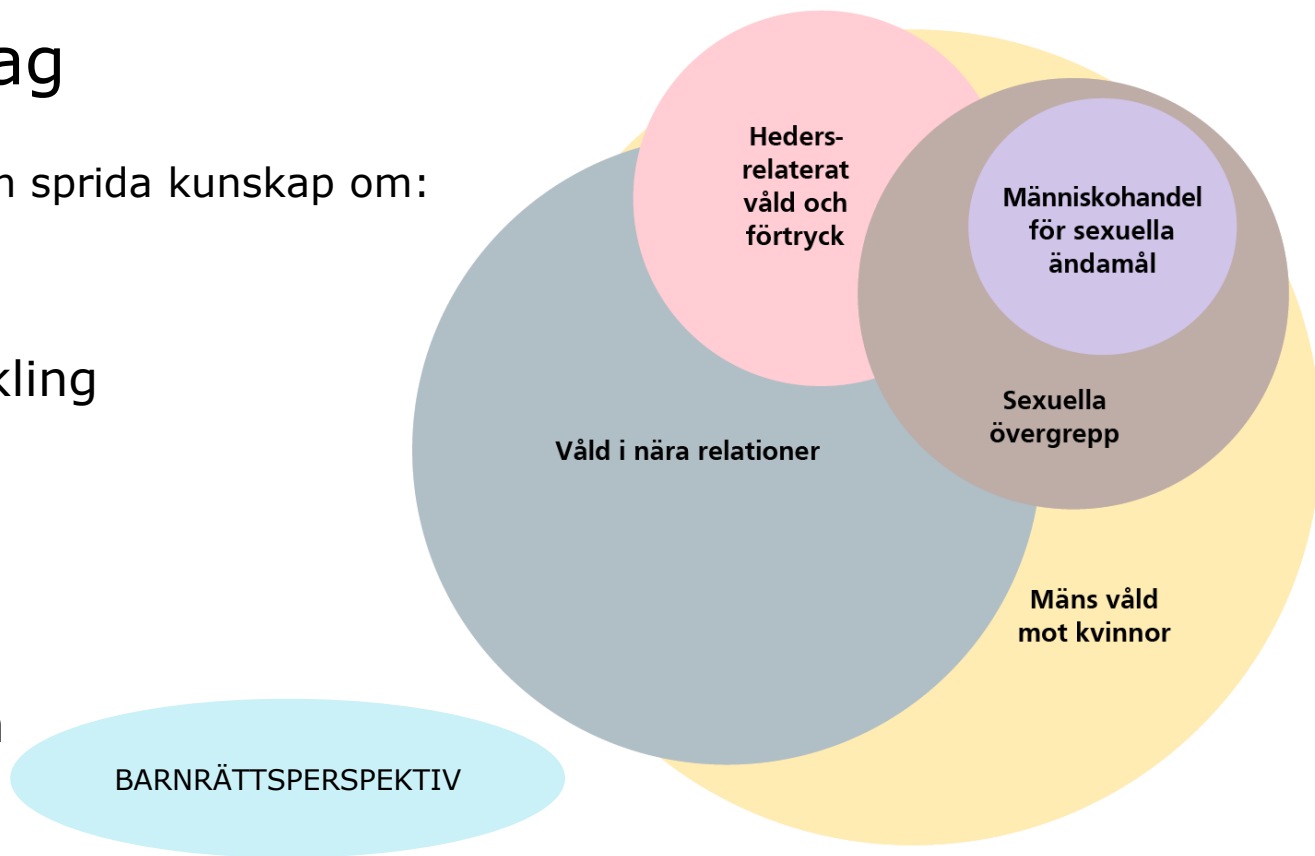 ag
n sprida kunskap om:
kling
Heders-
relaterat
våld och
förtryck
Människohandel
för sexuella
ändamål
Sexuella
övergrepp
Våld i nära relationer
Mäns våld
mot kvinnor
BARNRÄTTSPERSPEKTIV